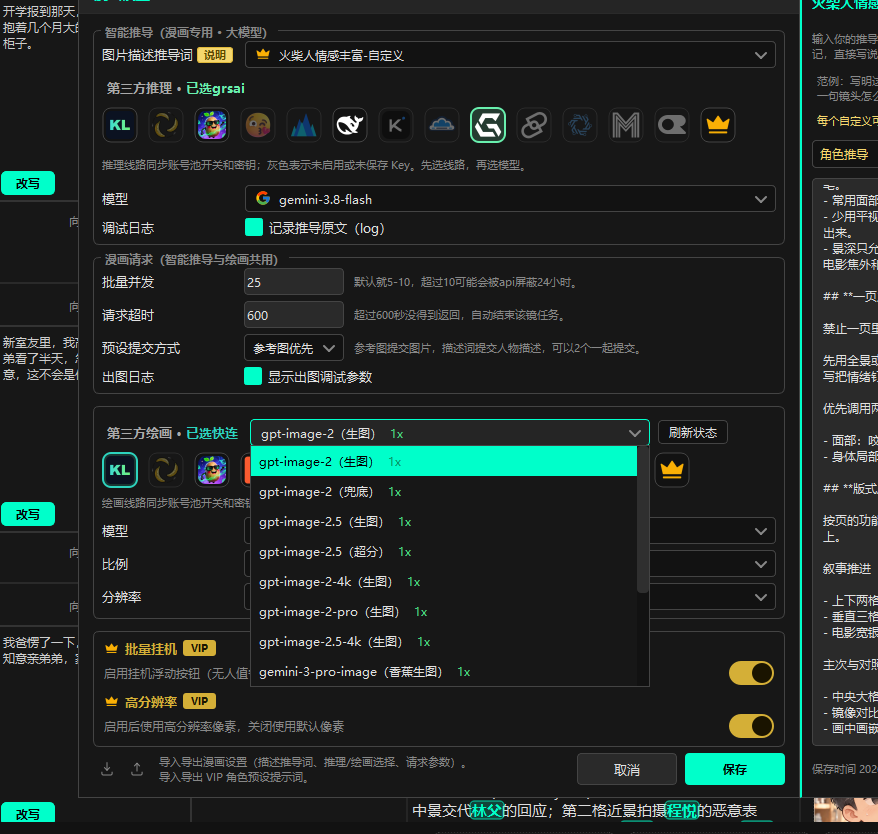 开学报到那天,
抱着几个月大的
柜子。
改写
新室友里，我
弟看了半天，
意，这不会是
改写
我爸愣了一下，
知意亲弟弟，
改写
智能推导（漫画专用・大模型）
图片描述推导词 说明 火柴人情感丰富-自定义
第三方推理・已选grsai
KL
推理线路同步账号池开关和密钥；灰色表示未启用或未保存 Key。先选线路，再选模型。
模型 gemini-3.8-flash
调试日志 记录推导原文（log）
漫画请求（智能推导与绘画共用）
批量并发 25 默认就5-10，超过10可能会被api屏蔽24小时。
请求超时 600 超过600秒没得到返回，自动结束该镜任务。
预设提交方式 参考图优先 参考图提交图片，描述词提交人物描述，可以2个一起提交。
出图日志 显示出图调试参数
第三方绘画・已选快连 gpt-image-2（生图） 1x 刷新状态
gpt-image-2（生图） 1x
gpt-image-2（兜底） 1x
gpt-image-2.5（生图） 1x
gpt-image-2.5（超分） 1x
gpt-image-2-4k（生图） 1x
gpt-image-2-pro（生图） 1x
gpt-image-2.5-4k（生图） 1x
gemini-3-pro-image（香蕉生图） 1x
KL
绘画线路同步账号池开关和密
模型
比例
分辨率
批量挂机 VIP
启用挂机浮动按钮（无人值
高分辨率 VIP
启用后使用高分辨率像素，关闭使用默认像素
导入导出漫画设置（描述推导词、推理/绘画选择、请求参数）。
导入导出 VIP 角色预设提示词。
取消 保存
中景交代林父的回应；第二格近景拍摄程悦的恶意表
火柴人情感
输入你的推导
记，直接写说
范例：写明这
一句镜头怎么
每个自定义可
角色推导
- 常用面部
- 少用平视
出来。
- 景深只允
电影焦外和
## **一页
禁止一页里
先用全景或
写把情绪钉
优先调用两
- 面部：咬
- 身体局部
## **版式
按页的功能
上。
叙事推进
- 上下两格
- 垂直三格
- 电影宽银
主次与对照
- 中央大格
- 镜像对比
- 画中画嵌
保存时间 202